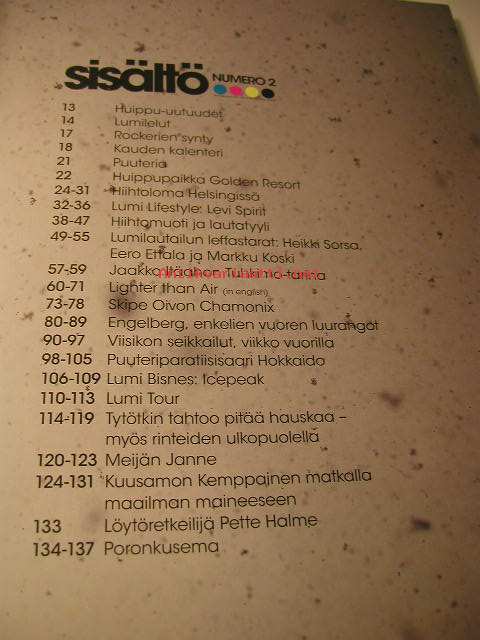 sisältö NUMERO 2
13 Huippu-uutuudet
14 Lumilelut
17 Rockerien synty
18 Kauden kalenteri
21 Puuteria
22 Huippupaikka Golden Resort
24-31 Hiihtoloma Helsingissä
32-36 Lumi Lifestyle: Levi Spirit
38-47 Hiihtomuoti ja lautatyyli
49-55 Lumilautailun leffastarat: Heikki Sorsa,
Eero Ettala ja Markku Koski
57-59 Jaakko Itäahon Tuhkimo-tarina
60-71 Lighter than Air (in english)
73-78 Skipe Oivon Chamonix
80-89 Engelberg, enkelien vuoren luurangot
90-97 Viisikon seikkailut, viikko vuorilla
98-105 Puuteriparatiisisaari Hokkaido
106-109 Lumi Bisnes: Icepeak
110-113 Lumi Tour
114-119 Tytötkin tahtoo pitää hauskaa –
myös rinteiden ulkopuolella
120-123 Meijän Janne
124-131 Kuusamon Kemppainen matkalla
maailman maineeseen
133 Löytöretkeilijä Pette Halme
134-137 Poronkusema